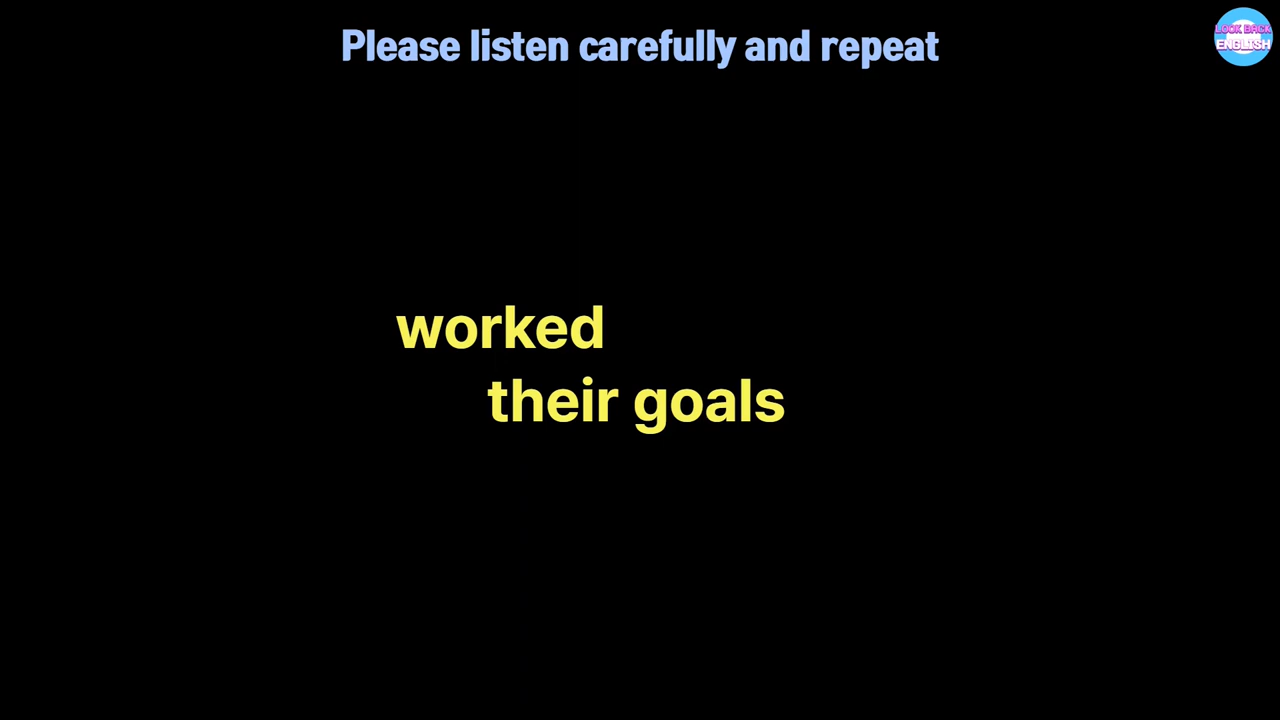 Please listen carefully and repeat
LOOK BACK
ENGLISH
worked
their goals